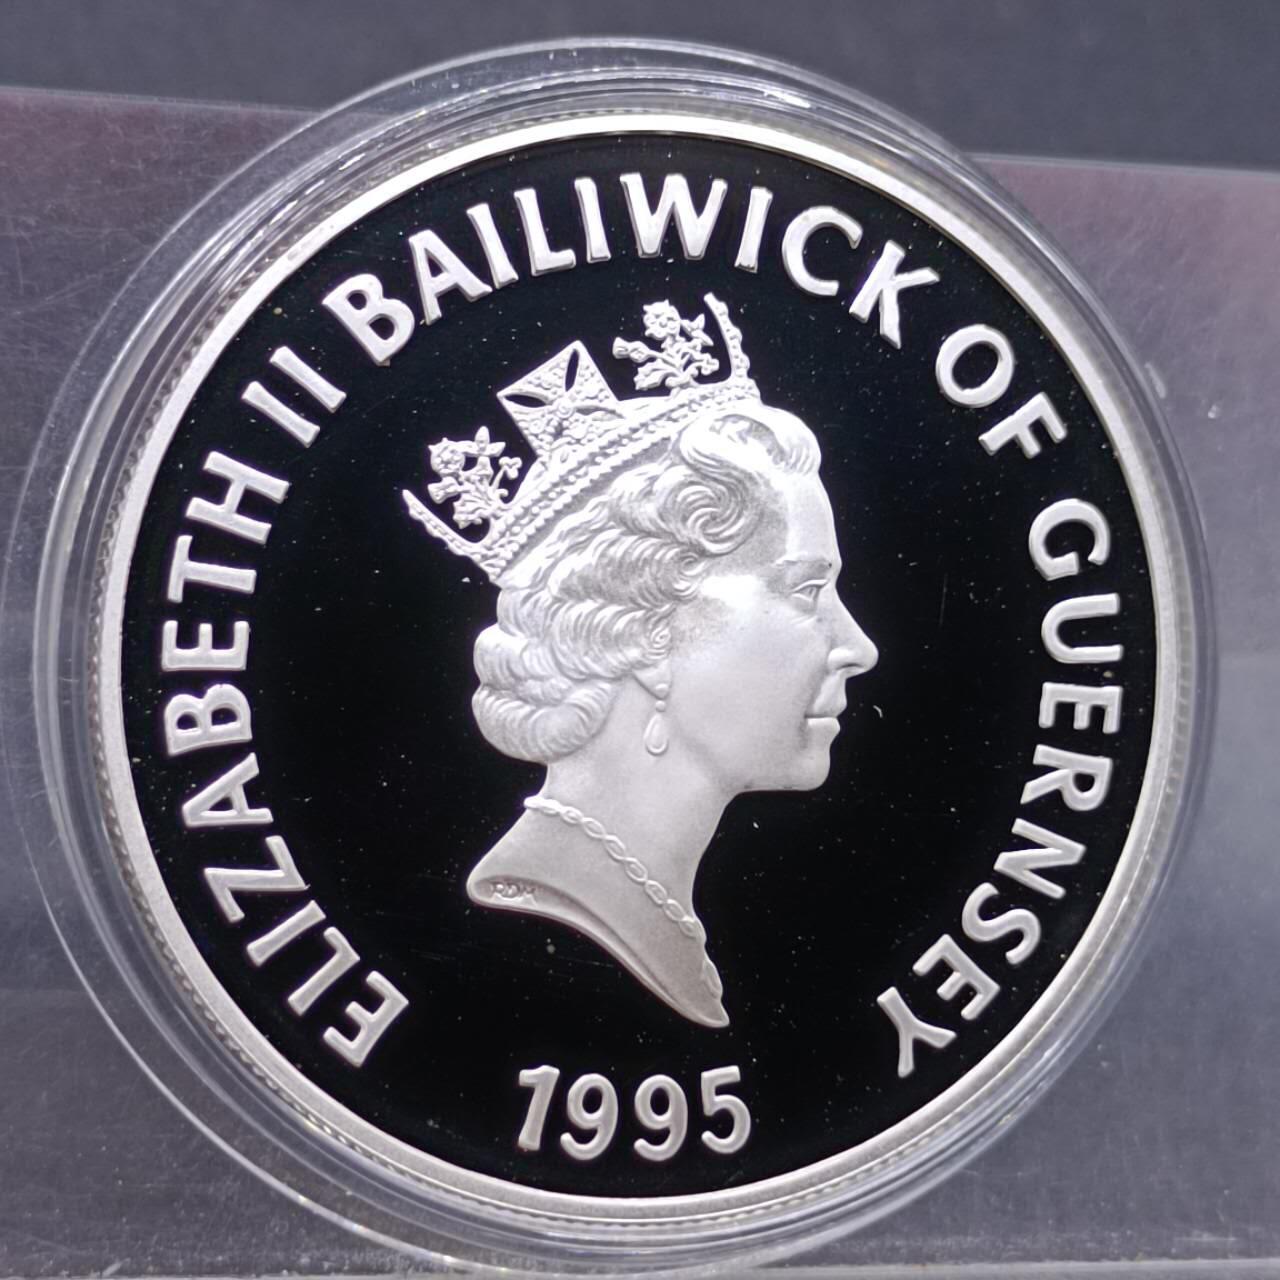 ELIZABETH II BAILIWICK OF GUERNSEY
RDM
1995